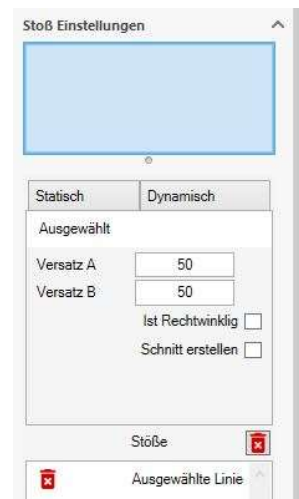 Stoß Einstellungen
Statisch Dynamisch
Ausgewählt
Versatz A 50
Versatz B 50
Ist Rechtwinklig
Schnitt erstellen
Stöße
Ausgewählte Linie